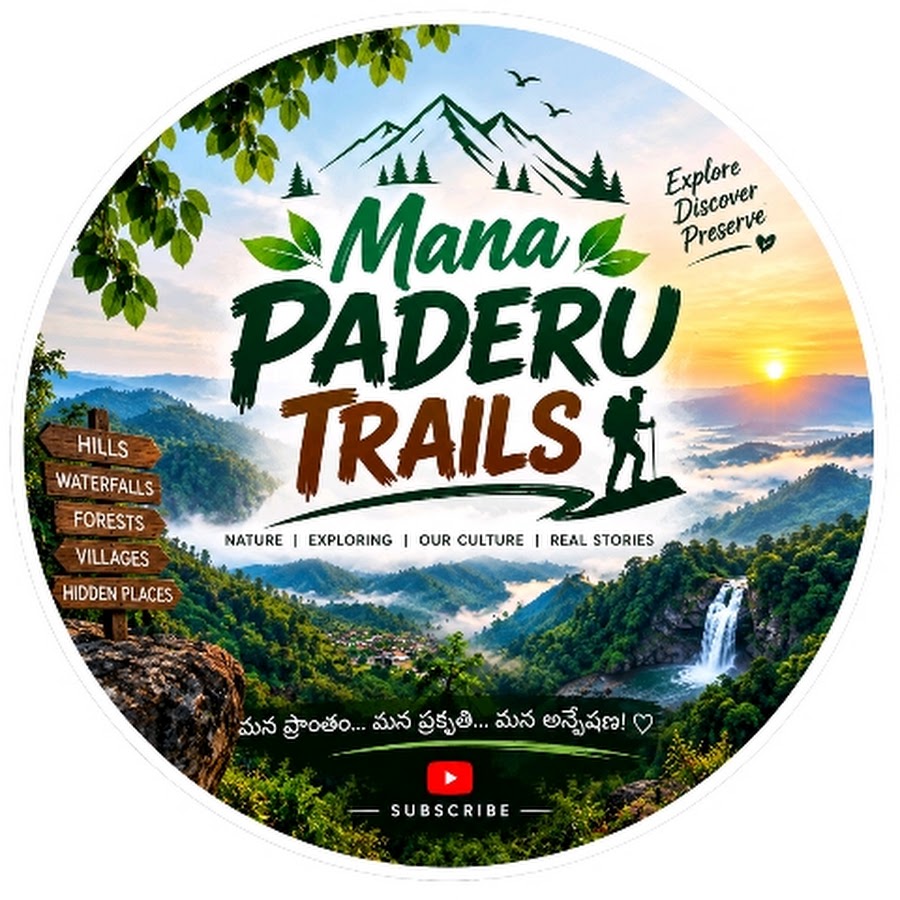 Explore
Discover
Preserve
Mana
PADERU
TRAILS
HILLS
WATERFALLS
FORESTS
VILLAGES
HIDDEN PLACES
NATURE | EXPLORING | OUR CULTURE | REAL STORIES
మన ప్రాంతం... మన ప్రకృతి... మన అన్వేషణ! ♡
SUBSCRIBE